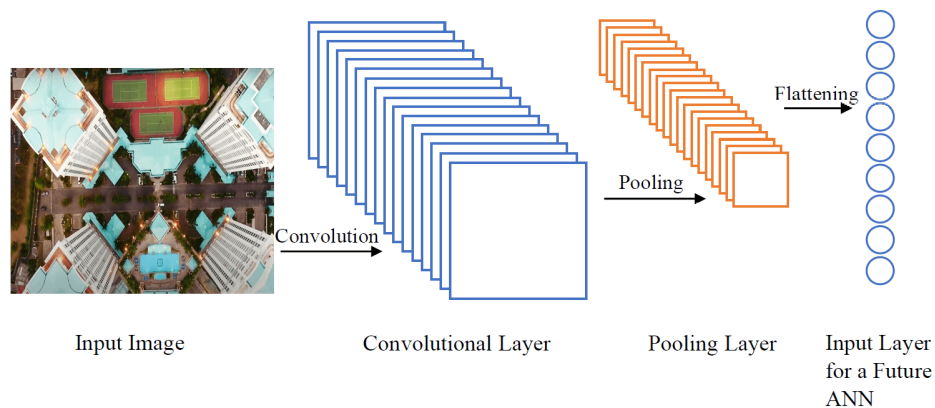 Flattening
Pooling
Convolution
Input Image
Convolutional Layer
Pooling Layer
Input Layer
for a Future
ANN